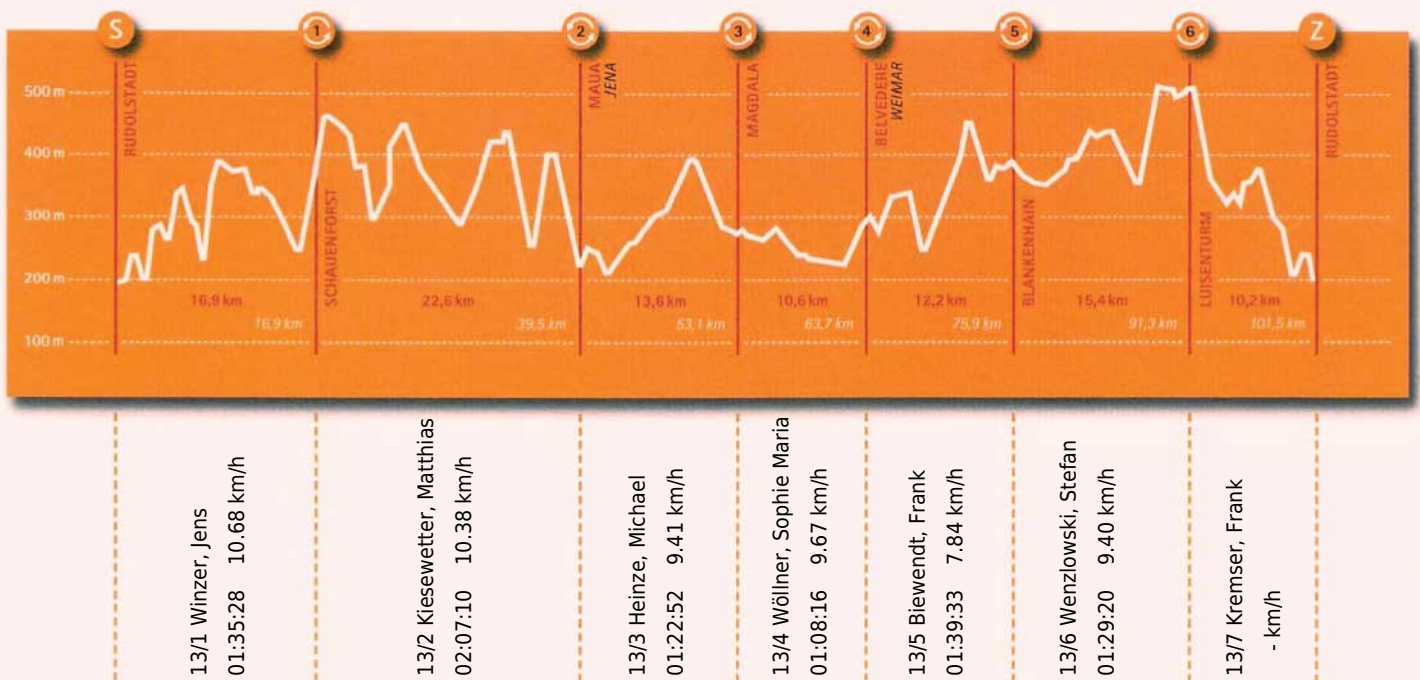 S
1
2
3
4
5
6
Z
500 m
400 m
300 m
200 m
100 m
RUDOLSTADT
SCHAUENFORST
MAUA
JENA
MAGDALA
BELVEDERE
WEIMAR
BLANKENHAIN
LUISENTURM
RUDOLSTADT
16,9 km
22,6 km
13,6 km
10,6 km
12,2 km
15,4 km
10,2 km
16,9 km
39,5 km
53,1 km
63,7 km
75,9 km
91,3 km
101,5 km
13/1 Winzer, Jens
01:35:28 10.68 km/h
13/2 Kiesewetter, Matthias
02:07:10 10.38 km/h
13/3 Heinze, Michael
01:22:52 9.41 km/h
13/4 Wöllner, Sophie Maria
01:08:16 9.67 km/h
13/5 Biewendt, Frank
01:39:33 7.84 km/h
13/6 Wenzlowski, Stefan
01:29:20 9.40 km/h
13/7 Kremser, Frank
- km/h